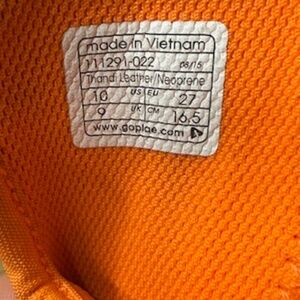 made in Vietnam
111291-022 08/15
Thandi Leather/Neoprene
10 US EU 27
9 UK CM 16.5
www.goplae.com